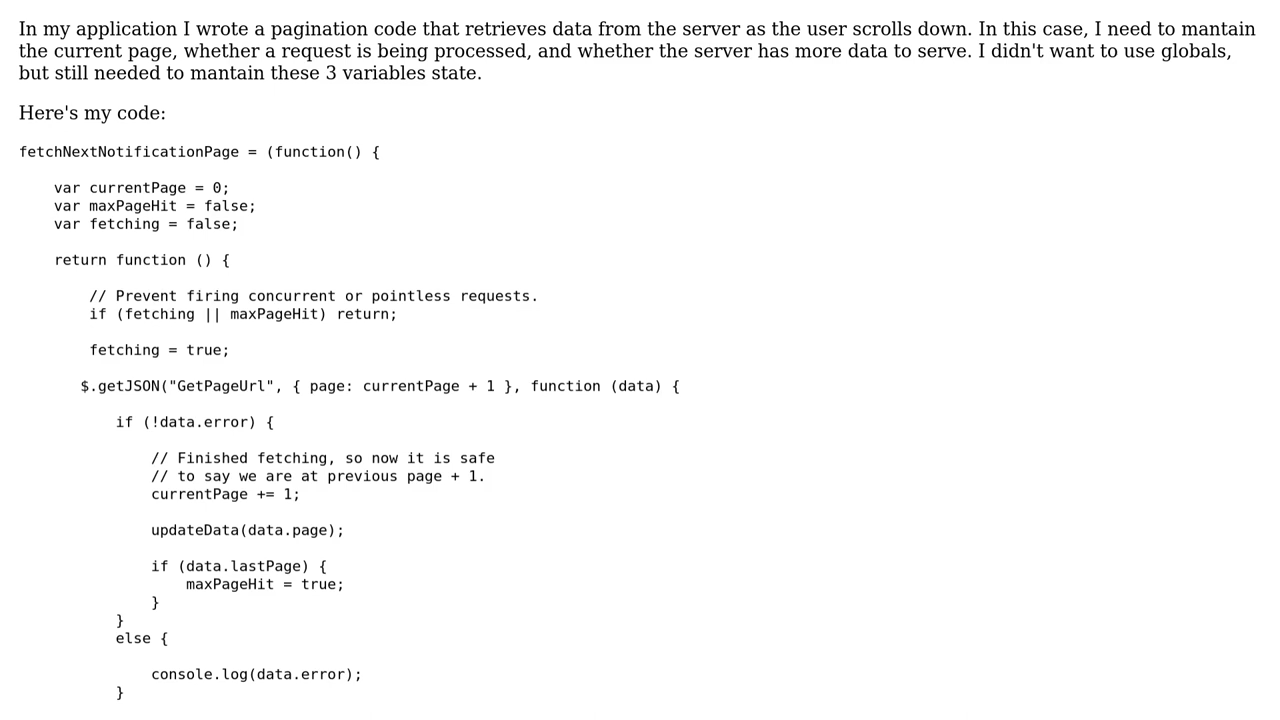 In my application I wrote a pagination code that retrieves data from the server as the user scrolls down. In this case, I need to mantain
the current page, whether a request is being processed, and whether the server has more data to serve. I didn't want to use globals,
but still needed to mantain these 3 variables state.
Here's my code:
fetchNextNotificationPage = (function() {
    var currentPage = 0;
    var maxPageHit = false;
    var fetching = false;
    return function () {
        // Prevent firing concurrent or pointless requests.
        if (fetching || maxPageHit) return;
        fetching = true;
       $.getJSON("GetPageUrl", { page: currentPage + 1 }, function (data) {
           if (!data.error) {
               // Finished fetching, so now it is safe
               // to say we are at previous page + 1.
               currentPage += 1;
               updateData(data.page);
               if (data.lastPage) {
                   maxPageHit = true;
               }
           }
           else {
               console.log(data.error);
           }